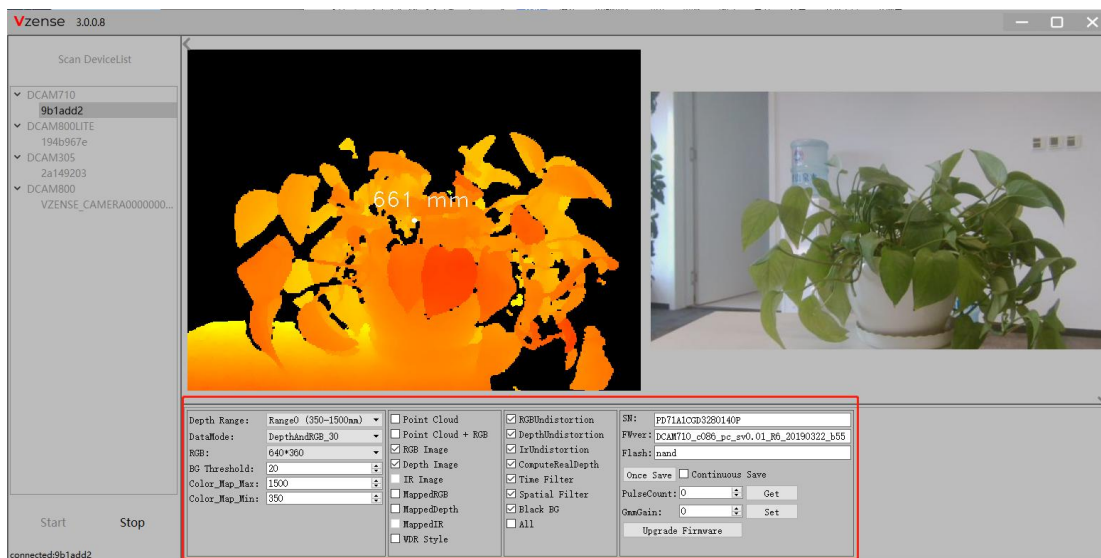 Vzense 3.0.0.8
Scan DeviceList
DCAM710
9b1add2
DCAM800LITE
194b967e
DCAM305
2a149203
DCAM800
VZENSE_CAMERA0000000...
Start Stop
connected:9b1add2
661 mm
Depth Range: Range0 (350-1500mm)
DataMode: DepthAndRGB_30
RGB: 640*360
BG Threshold: 20
Color_Map_Max: 1500
Color_Map_Min: 350
Point Cloud
Point Cloud + RGB
RGB Image
Depth Image
IR Image
MappedRGB
MappedDepth
MappedIR
WDR Style
RGBUndistortion
DepthUndistortion
IrUndistortion
ComputeRealDepth
Time Filter
Spatial Filter
Black BG
All
SN: PD71A1CGD3280140P
FWver: DCAM710_c086_pc_sv0.01_R6_20190322_b55
Flash: nand
Once Save Continuous Save
PulseCount: 0 Get
GmmGain: 0 Set
Upgrade Firmware